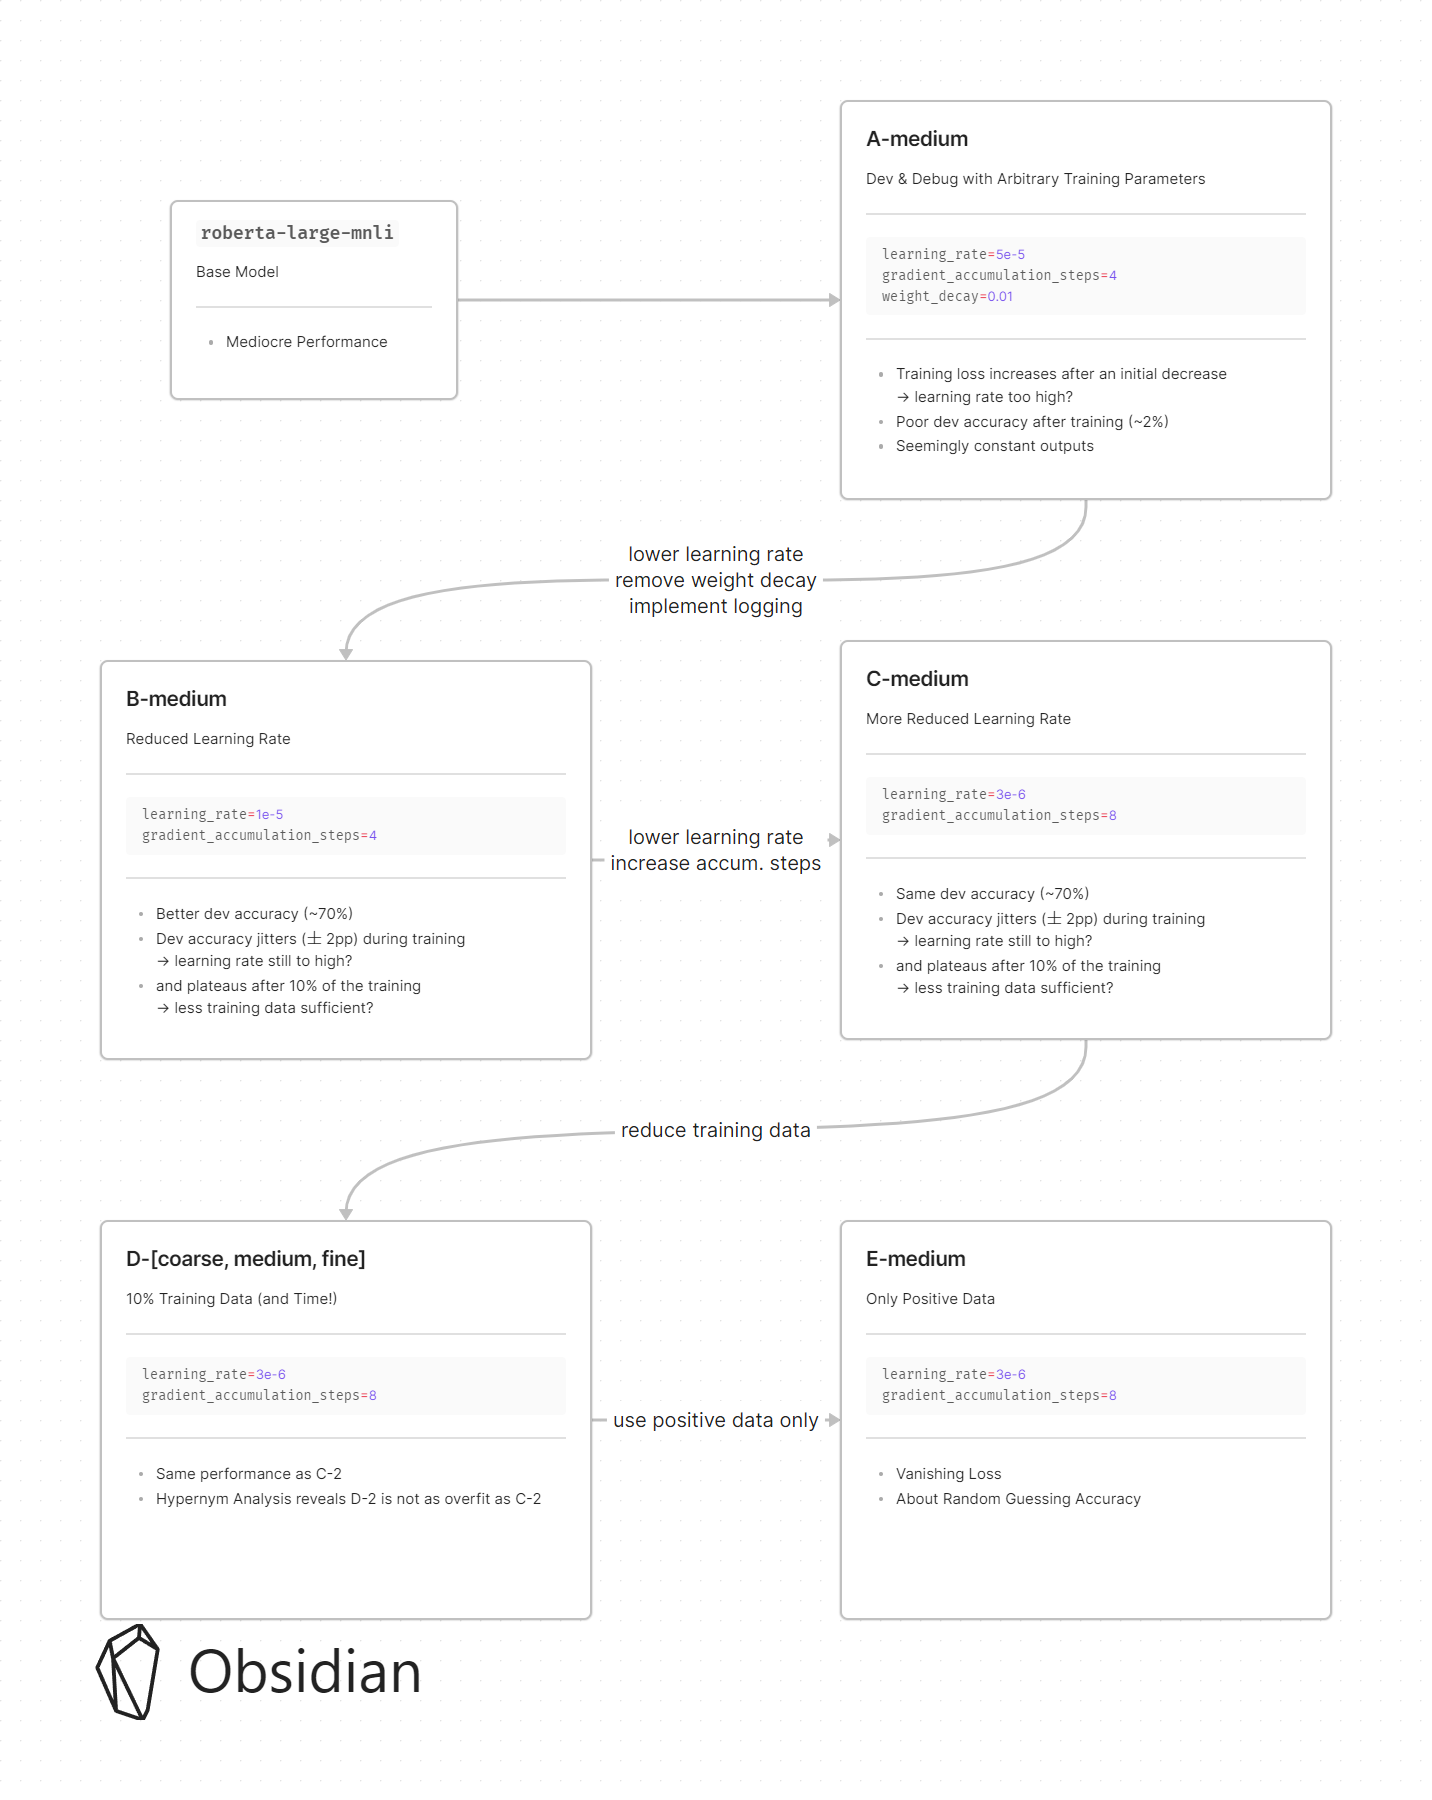 roberta-large-mnli
Base Model
• Mediocre Performance
A-medium
Dev & Debug with Arbitrary Training Parameters
learning_rate=5e-5
gradient_accumulation_steps=4
weight_decay=0.01
• Training loss increases after an initial decrease
→ learning rate too high?
• Poor dev accuracy after training (~2%)
• Seemingly constant outputs
lower learning rate
remove weight decay
implement logging
B-medium
Reduced Learning Rate
learning_rate=1e-5
gradient_accumulation_steps=4
• Better dev accuracy (~70%)
• Dev accuracy jitters (± 2pp) during training
→ learning rate still to high?
• and plateaus after 10% of the training
→ less training data sufficient?
lower learning rate
increase accum. steps
C-medium
More Reduced Learning Rate
learning_rate=3e-6
gradient_accumulation_steps=8
• Same dev accuracy (~70%)
• Dev accuracy jitters (± 2pp) during training
→ learning rate still to high?
• and plateaus after 10% of the training
→ less training data sufficient?
reduce training data
D-[coarse, medium, fine]
10% Training Data (and Time!)
learning_rate=3e-6
gradient_accumulation_steps=8
• Same performance as C-2
• Hypernym Analysis reveals D-2 is not as overfit as C-2
use positive data only
E-medium
Only Positive Data
learning_rate=3e-6
gradient_accumulation_steps=8
• Vanishing Loss
• About Random Guessing Accuracy
Obsidian